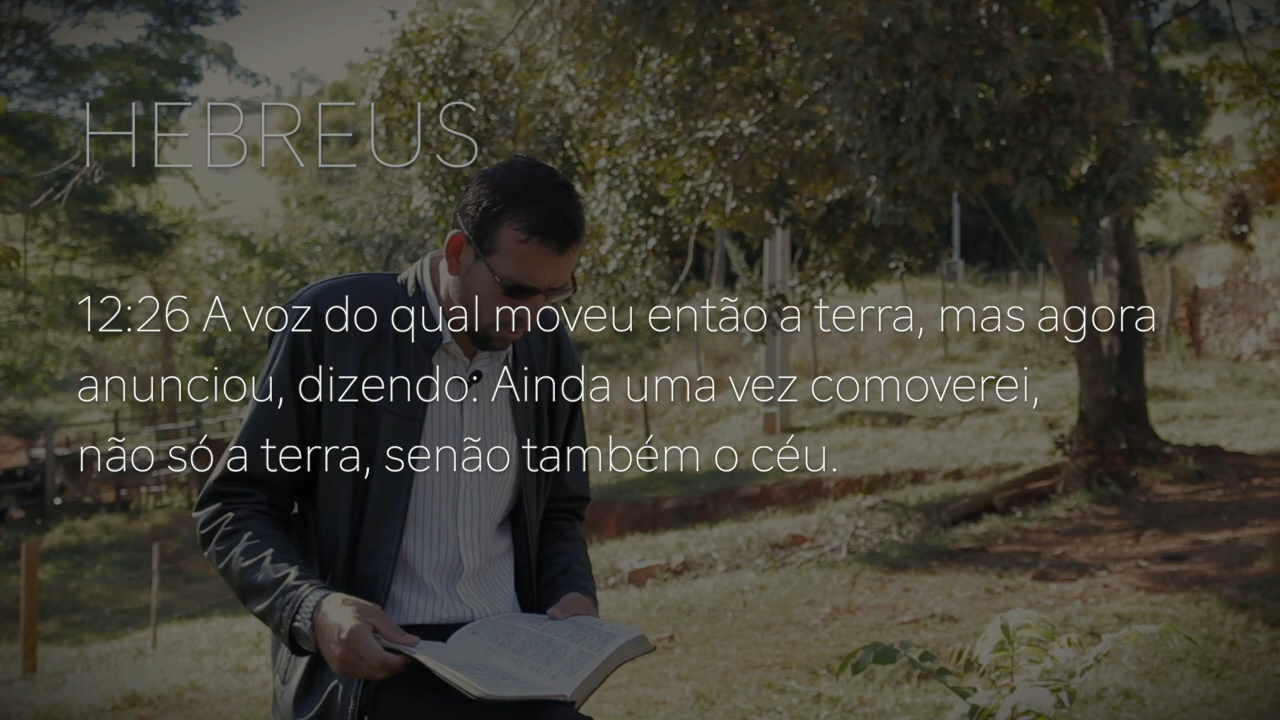 HEBREUS
12:26 A voz do qual moveu então a terra, mas agora
anunciou, dizendo: Ainda uma vez comoverei,
não só a terra, senão também o céu.